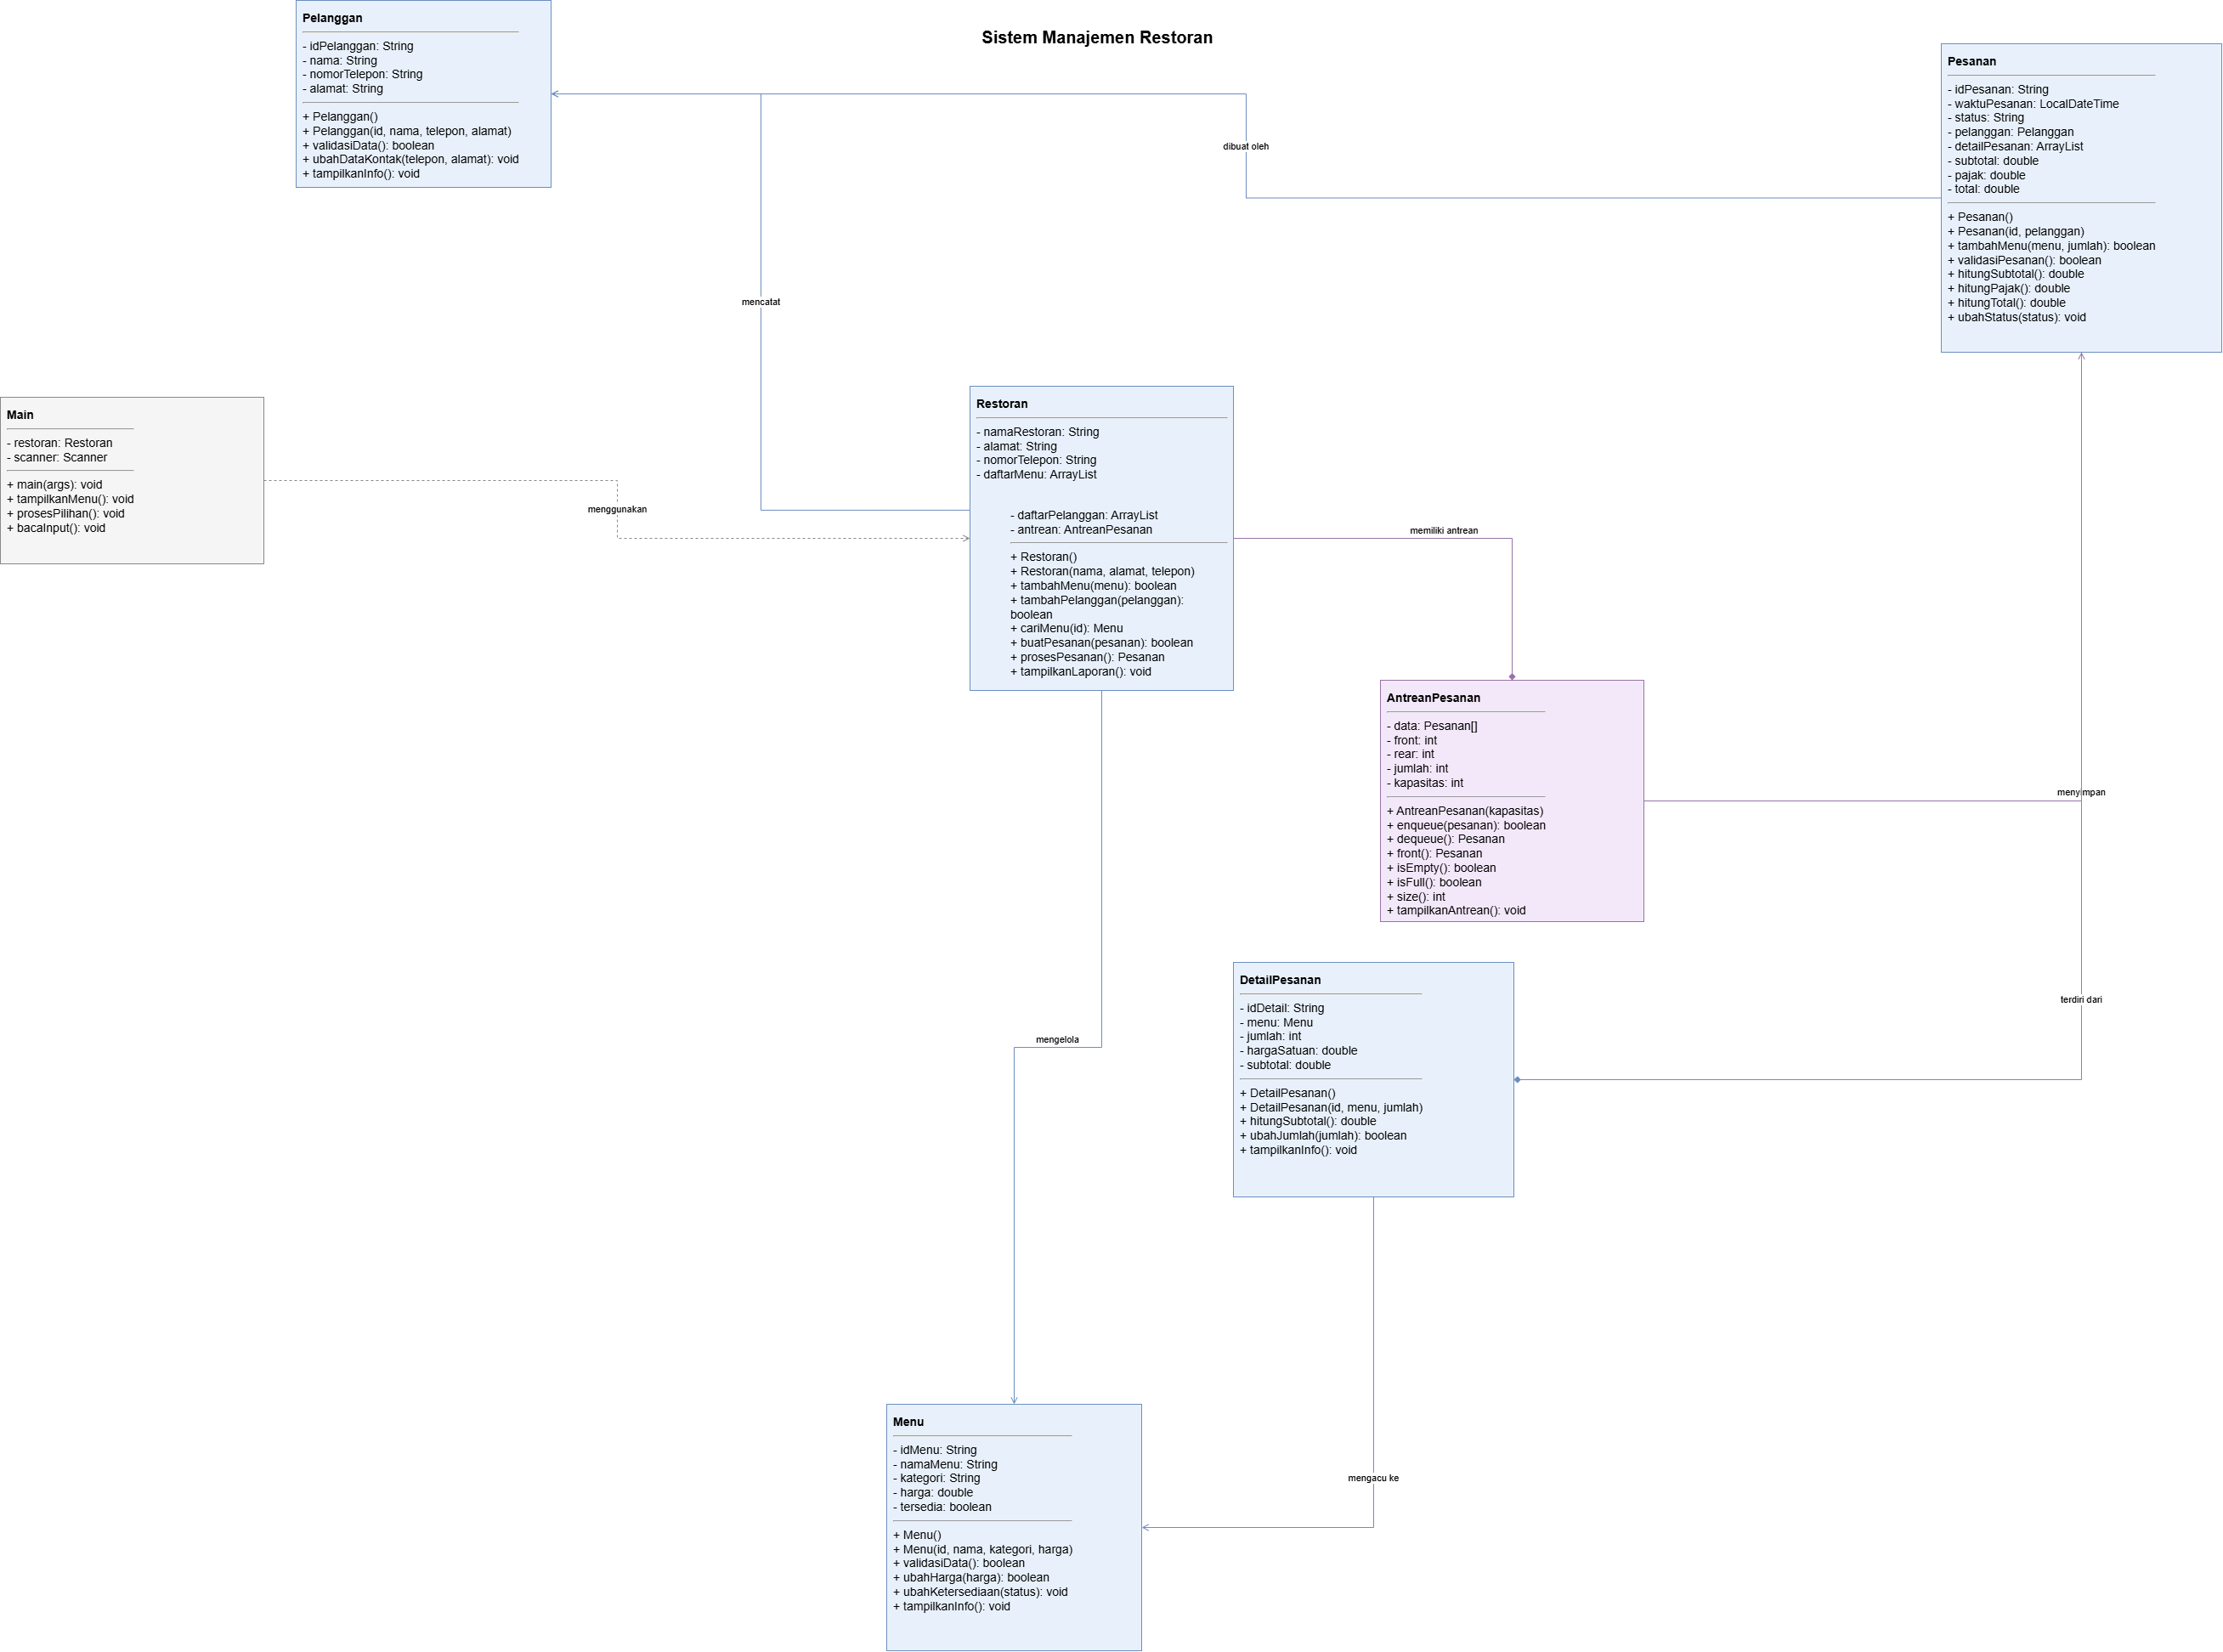 Sistem Manajemen Restoran
Pelanggan
- idPelanggan: String
- nama: String
- nomorTelepon: String
- alamat: String
+ Pelanggan()
+ Pelanggan(id, nama, telepon, alamat)
+ validasiData(): boolean
+ ubahDataKontak(telepon, alamat): void
+ tampilkanInfo(): void
Pesanan
- idPesanan: String
- waktuPesanan: LocalDateTime
- status: String
- pelanggan: Pelanggan
- detailPesanan: ArrayList
- subtotal: double
- pajak: double
- total: double
+ Pesanan()
+ Pesanan(id, pelanggan)
+ tambahMenu(menu, jumlah): boolean
+ validasiPesanan(): boolean
+ hitungSubtotal(): double
+ hitungPajak(): double
+ hitungTotal(): double
+ ubahStatus(status): void
dibuat oleh
mencatat
Main
- restoran: Restoran
- scanner: Scanner
+ main(args): void
+ tampilkanMenu(): void
+ prosesPilihan(): void
+ bacaInput(): void
menggunakan
Restoran
- namaRestoran: String
- alamat: String
- nomorTelepon: String
- daftarMenu: ArrayList
- daftarPelanggan: ArrayList
- antrean: AntreanPesanan
+ Restoran()
+ Restoran(nama, alamat, telepon)
+ tambahMenu(menu): boolean
+ tambahPelanggan(pelanggan):
boolean
+ cariMenu(id): Menu
+ buatPesanan(pesanan): boolean
+ prosesPesanan(): Pesanan
+ tampilkanLaporan(): void
memiliki antrean
AntreanPesanan
- data: Pesanan[]
- front: int
- rear: int
- jumlah: int
- kapasitas: int
+ AntreanPesanan(kapasitas)
+ enqueue(pesanan): boolean
+ dequeue(): Pesanan
+ front(): Pesanan
+ isEmpty(): boolean
+ isFull(): boolean
+ size(): int
+ tampilkanAntrean(): void
menyimpan
DetailPesanan
- idDetail: String
- menu: Menu
- jumlah: int
- hargaSatuan: double
- subtotal: double
+ DetailPesanan()
+ DetailPesanan(id, menu, jumlah)
+ hitungSubtotal(): double
+ ubahJumlah(jumlah): boolean
+ tampilkanInfo(): void
terdiri dari
mengelola
mengacu ke
Menu
- idMenu: String
- namaMenu: String
- kategori: String
- harga: double
- tersedia: boolean
+ Menu()
+ Menu(id, nama, kategori, harga)
+ validasiData(): boolean
+ ubahHarga(harga): boolean
+ ubahKetersediaan(status): void
+ tampilkanInfo(): void